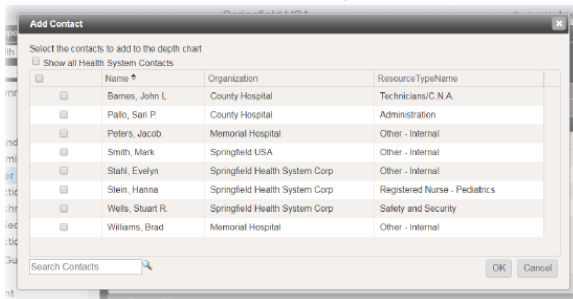 Springfield USA
Add Contact
Select the contacts to add to the depth chart
Show all Health System Contacts
Name Organization ResourceTypeName
Barnes, John L County Hospital Technicians/C.N.A.
Pallo, Sari P. County Hospital Administration
Peters, Jacob Memorial Hospital Other - Internal
Smith, Mark Springfield USA Other - Internal
Stahl, Evelyn Springfield Health System Corp Other - Internal
Stein, Hanna Springfield Health System Corp Registered Nurse - Pediatrics
Wells, Stuart R. Springfield Health System Corp Safety and Security
Williams, Brad Memorial Hospital Other - Internal
Search Contacts OK Cancel